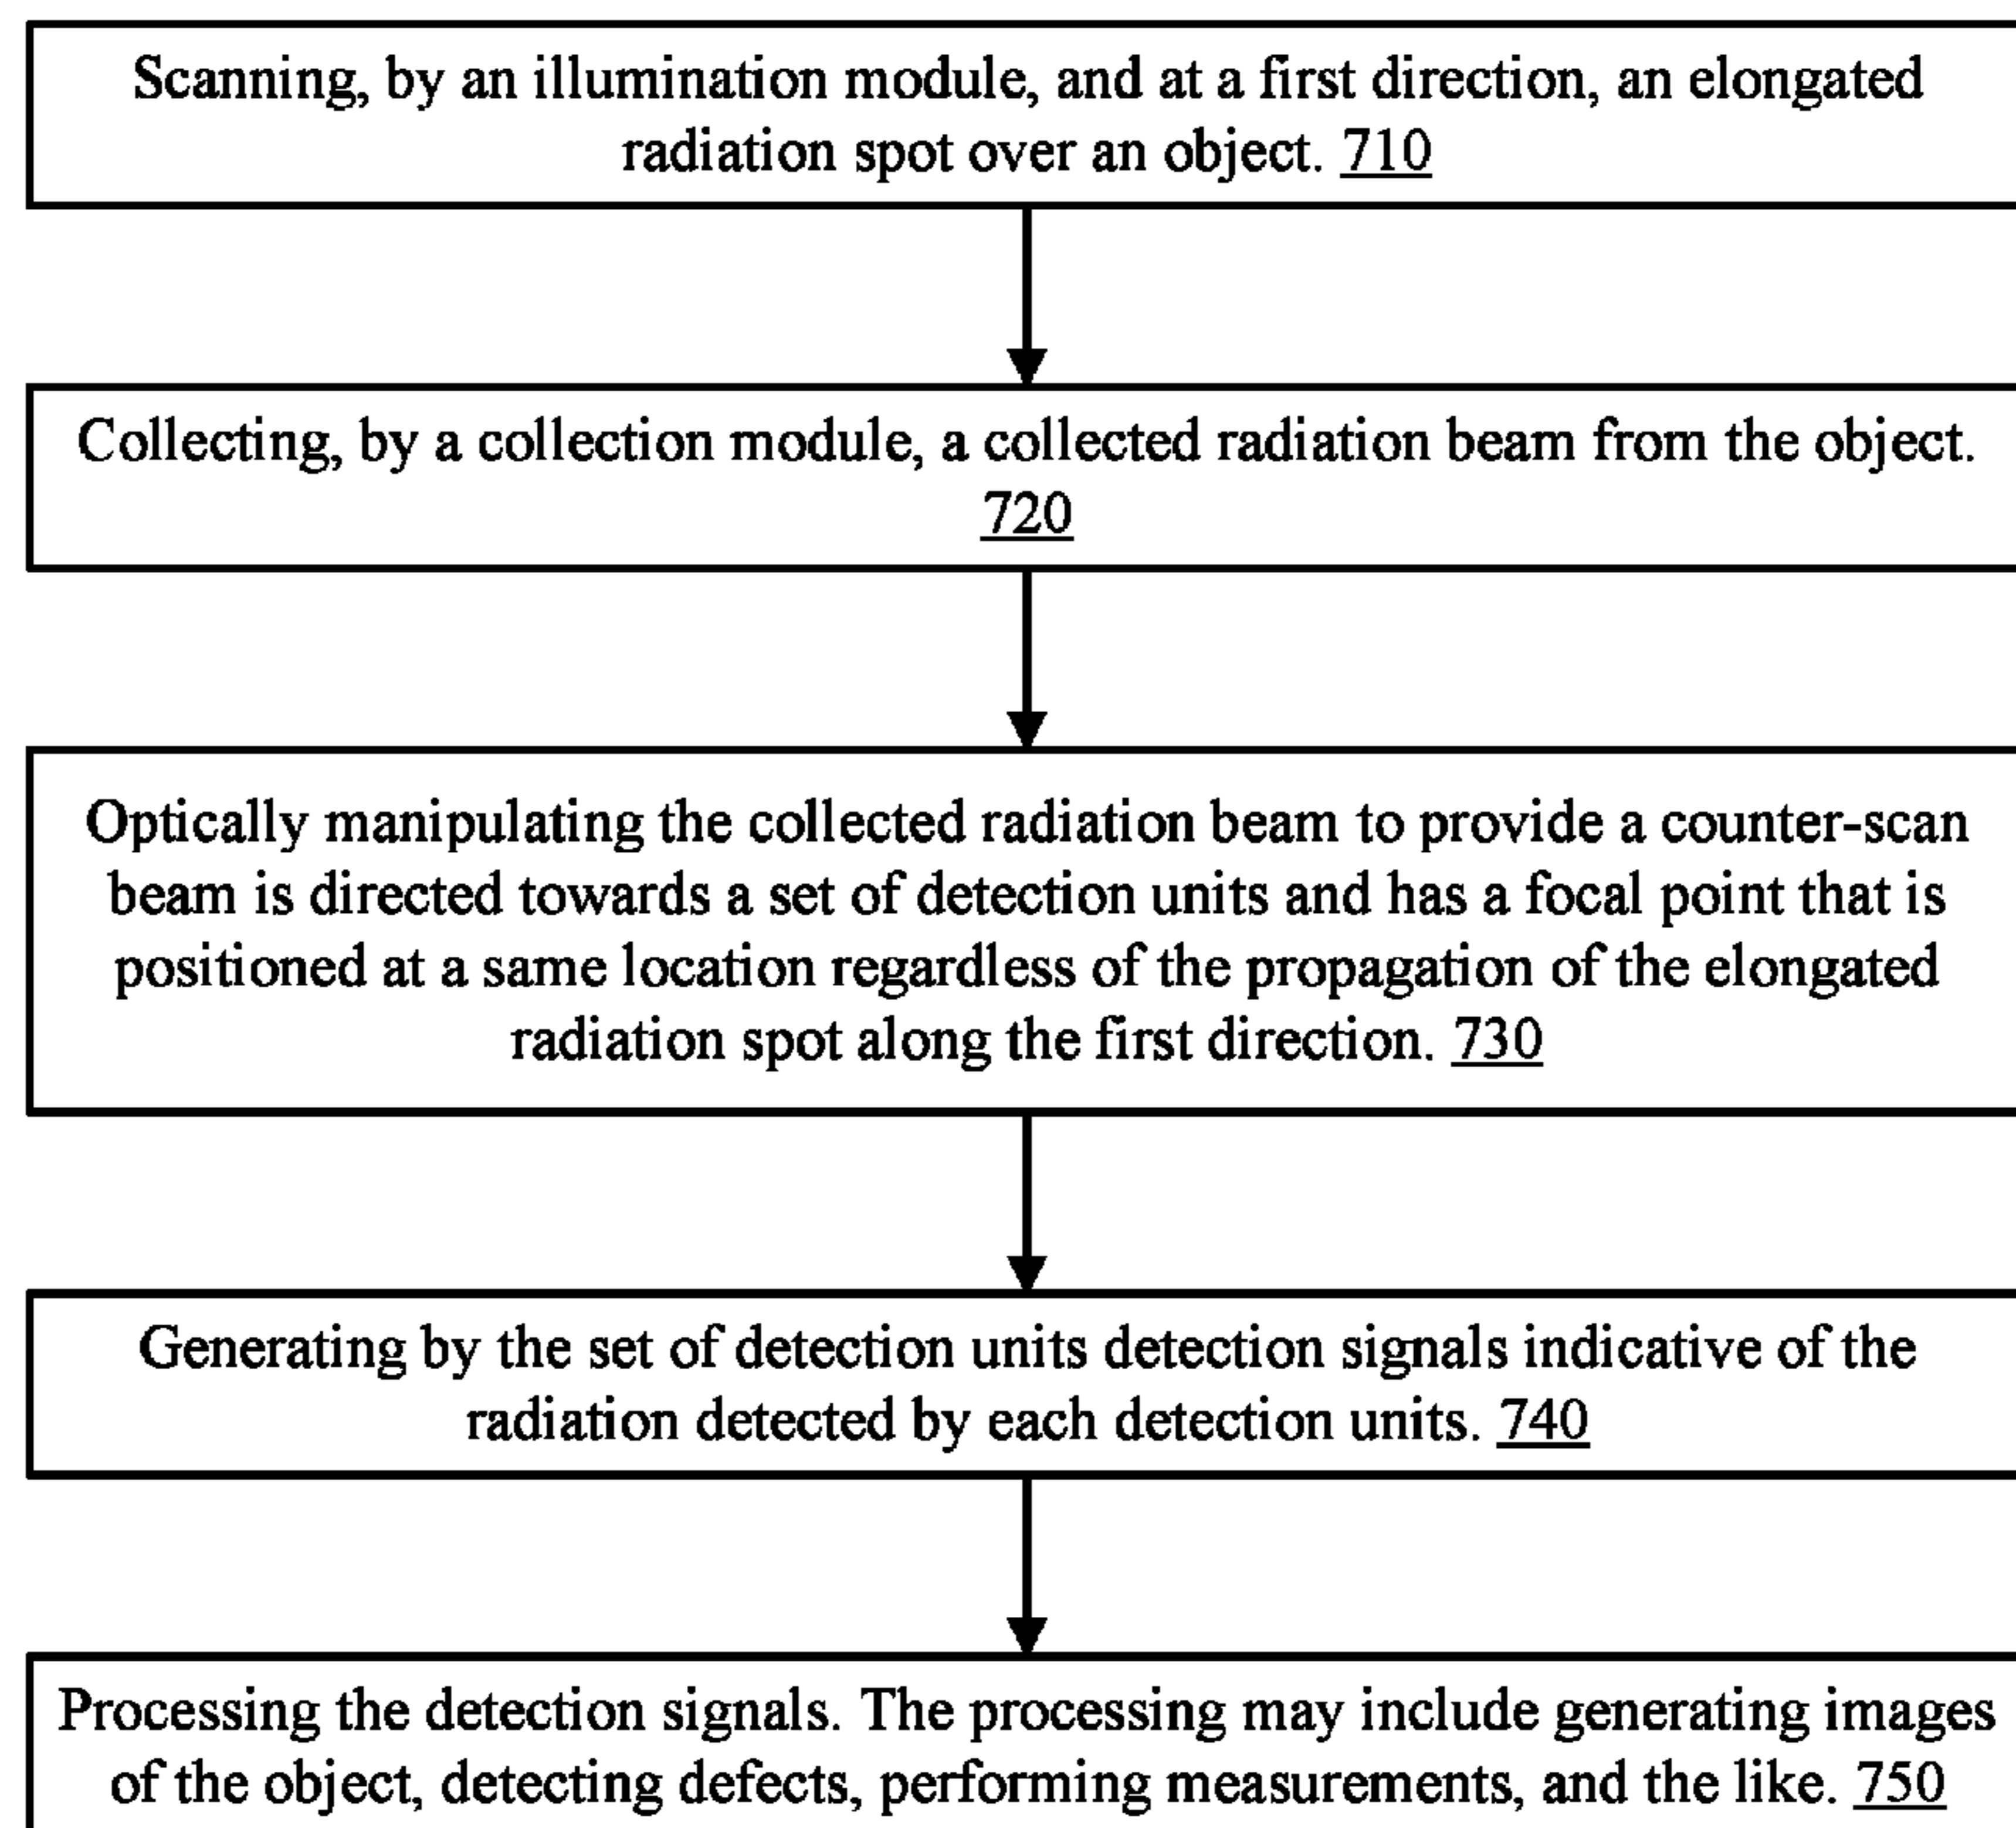 Scanning, by an illumination module, and at a first direction, an elongated
radiation spot over an object. 710
Collecting, by a collection module, a collected radiation beam from the object.
720
Optically manipulating the collected radiation beam to provide a counter-scan
beam is directed towards a set of detection units and has a focal point that is
positioned at a same location regardless of the propagation of the elongated
radiation spot along the first direction. 730
Generating by the set of detection units detection signals indicative of the
radiation detected by each detection units. 740
Processing the detection signals. The processing may include generating images
of the object, detecting defects, performing measurements, and the like. 750